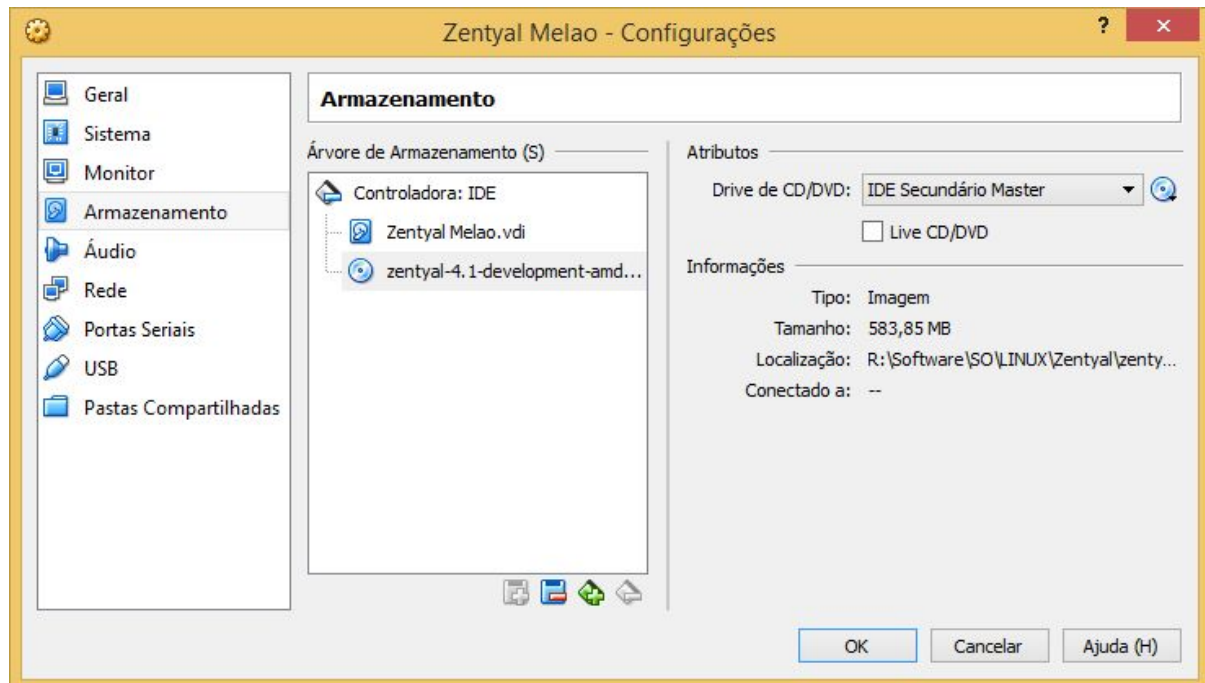 Zentyal Melao - Configurações
?
Geral
Sistema
Monitor
Armazenamento
Áudio
Rede
Portas Seriais
USB
Pastas Compartilhadas
Armazenamento
Árvore de Armazenamento (S)
Controladora: IDE
Zentyal Melao.vdi
zentyal-4.1-development-amd...
Atributos
Drive de CD/DVD: IDE Secundário Master
Live CD/DVD
Informações
Tipo: Imagem
Tamanho: 583,85 MB
Localização: R:\Software\SO\LINUX\Zentyal\zenty...
Conectado a: --
OK Cancelar Ajuda (H)